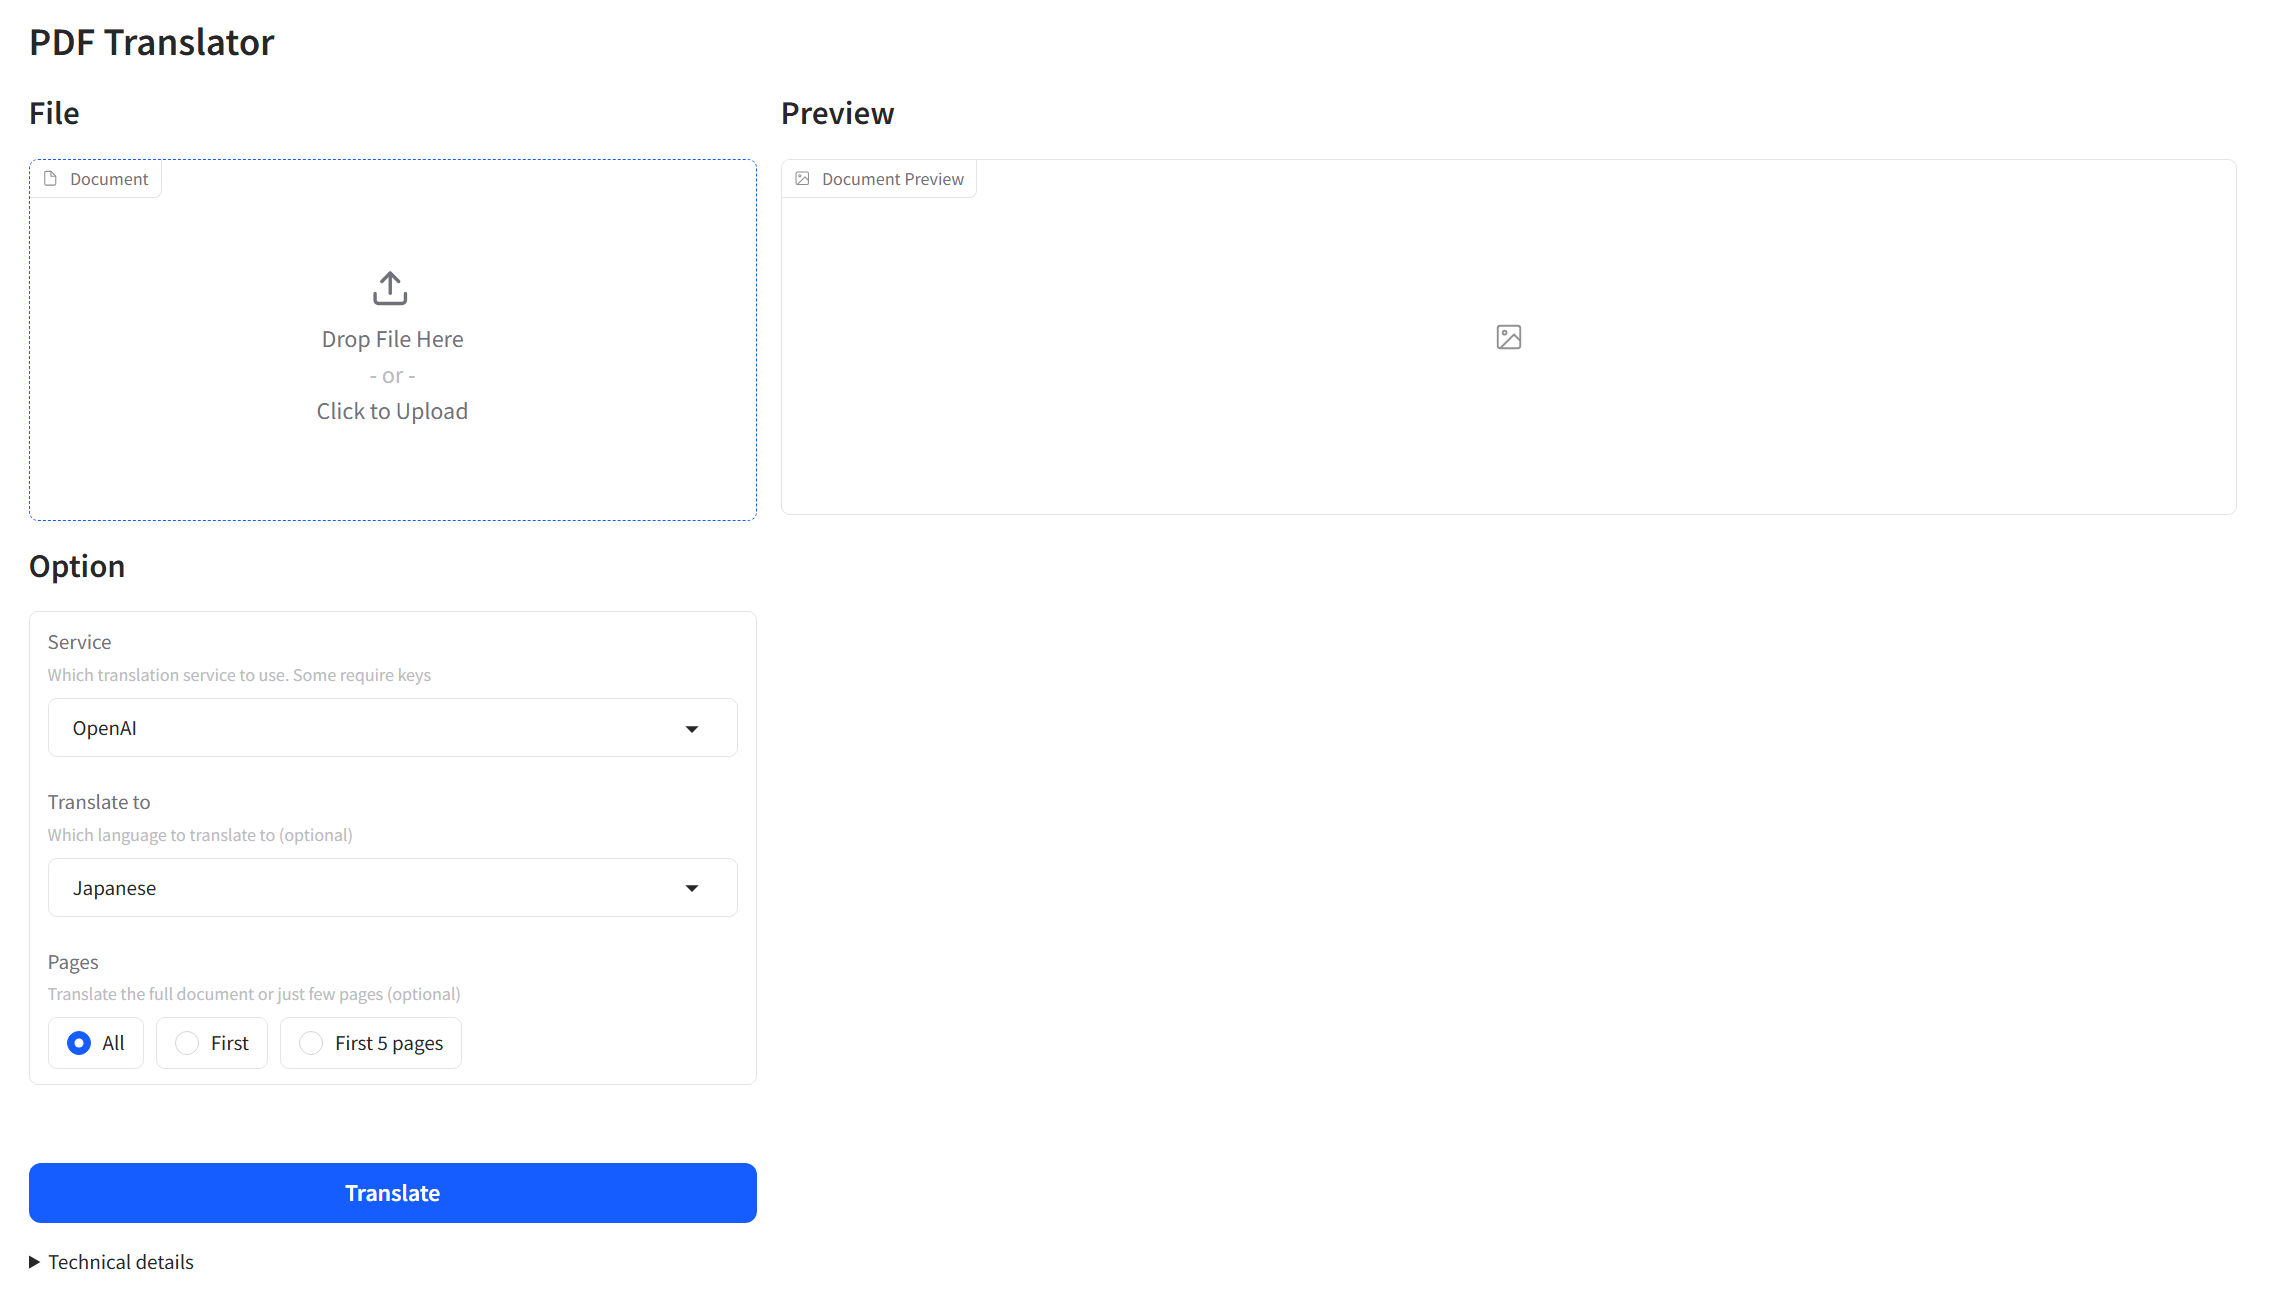 PDF Translator
File
Document
Drop File Here
- or -
Click to Upload
Preview
Document Preview
Option
Service
Which translation service to use. Some require keys
OpenAI
Translate to
Which language to translate to (optional)
Japanese
Pages
Translate the full document or just few pages (optional)
All
First
First 5 pages
Translate
Technical details